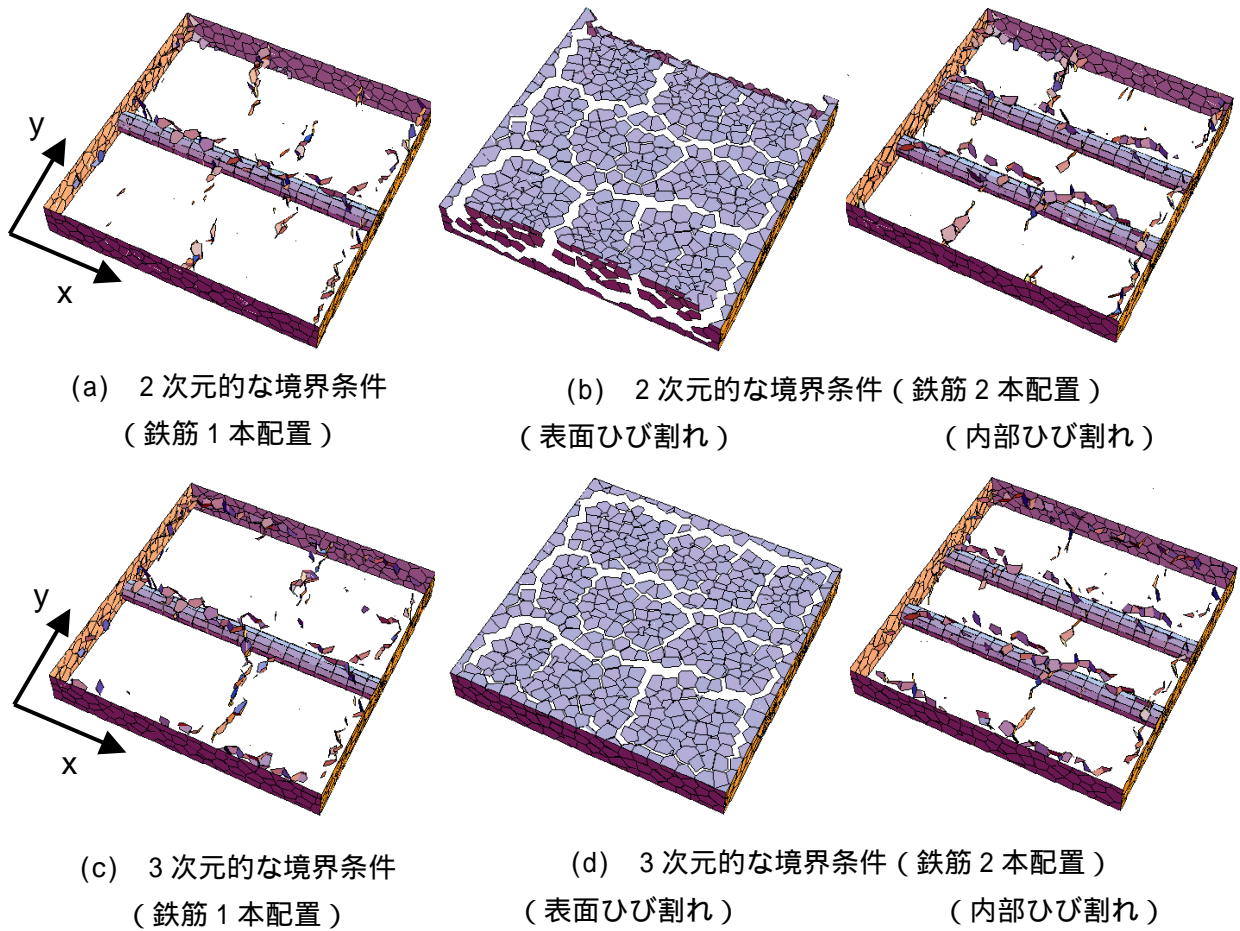 y
x
(a) 2 次元的な境界条件
（ 鉄筋 1 本配置 ）
(b) 2 次元的な境界条件 （ 鉄筋 2 本配置 ）
（ 表面ひび割れ ）
（ 内部ひび割れ ）
y
x
(c) 3 次元的な境界条件
（ 鉄筋 1 本配置 ）
(d) 3 次元的な境界条件 （ 鉄筋 2 本配置 ）
（ 表面ひび割れ ）
（ 内部ひび割れ ）